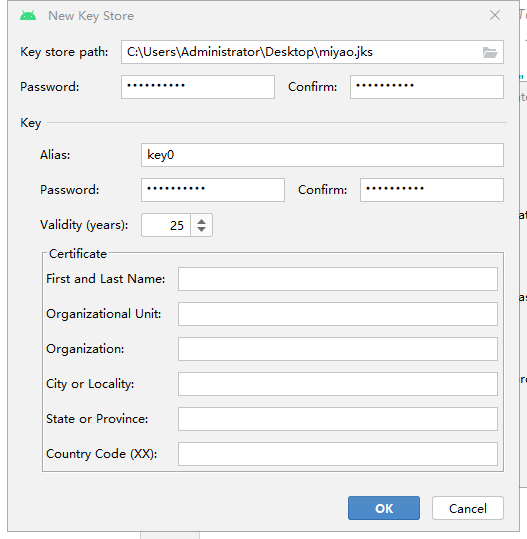 New Key Store
Key store path: C:\Users\Administrator\Desktop\miyao.jks
Password: •••••••••• Confirm: ••••••••••
Key
Alias: key0
Password: •••••••••• Confirm: ••••••••••
Validity (years): 25
Certificate
First and Last Name:
Organizational Unit:
Organization:
City or Locality:
State or Province:
Country Code (XX):
OK Cancel